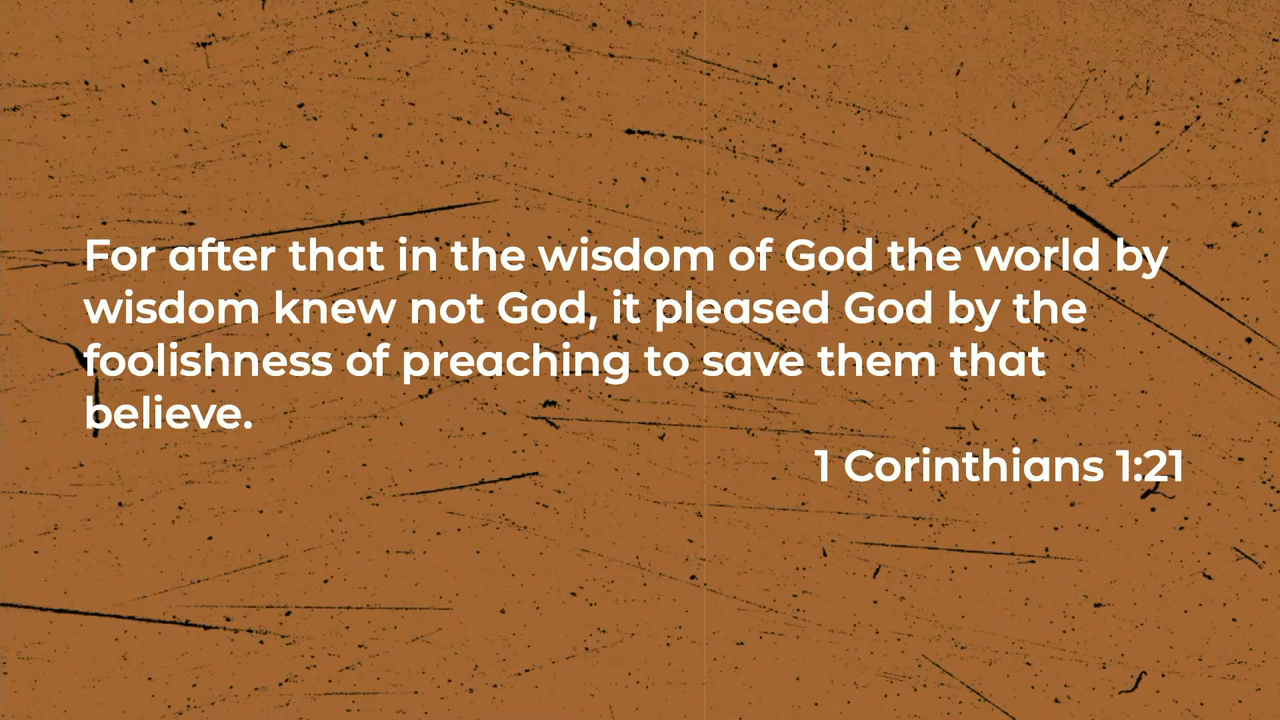 For after that in the wisdom of God the world by
wisdom knew not God, it pleased God by the
foolishness of preaching to save them that
believe.
1 Corinthians 1:21